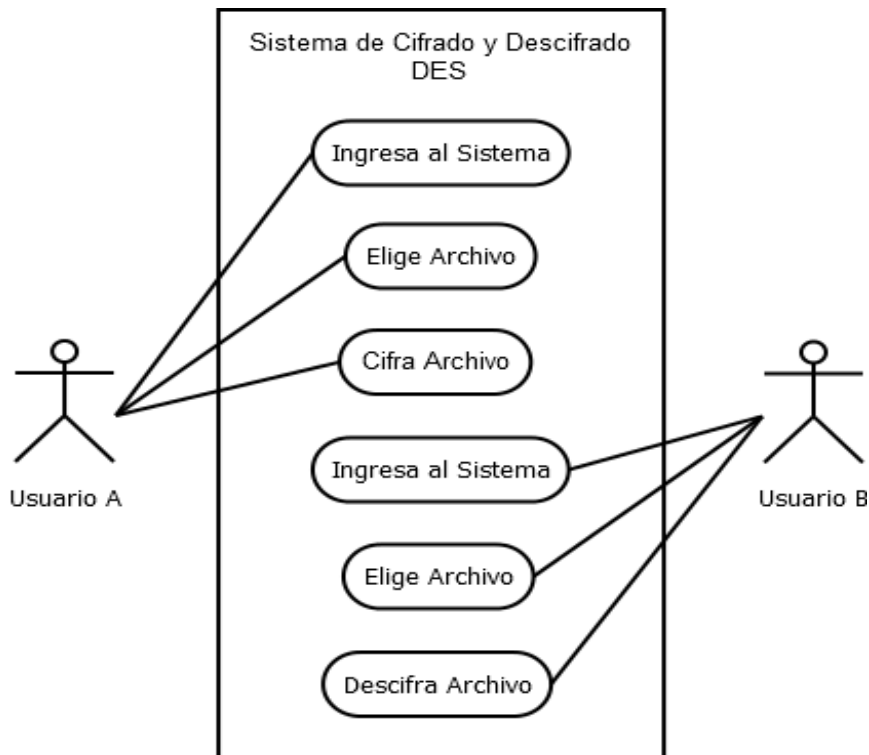 Sistema de Cifrado y Descifrado
DES
Ingresa al Sistema
Elige Archivo
Cifra Archivo
Ingresa al Sistema
Usuario A
Usuario B
Elige Archivo
Descifra Archivo